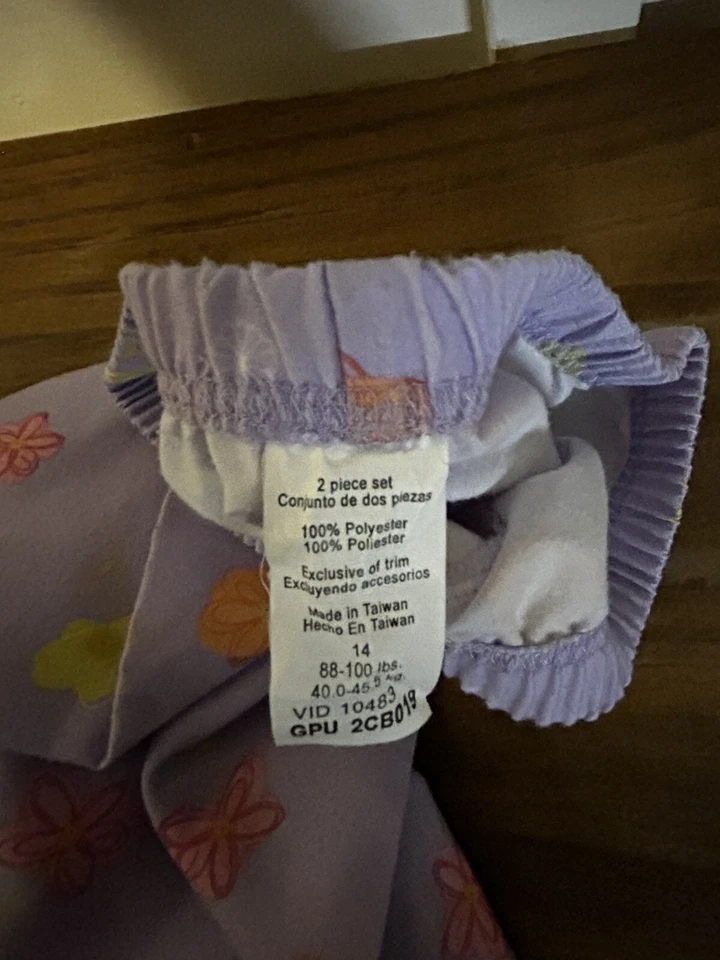 2 piece set
Conjunto de dos piezas
100% Polyester
100% Poliester
Exclusive of trim
Excluyendo accesorios
Made in Taiwan
Hecho En Taiwan
14
88-100 lbs.
40.0-45.5 kg.
VID 10483
GPU 2CB019